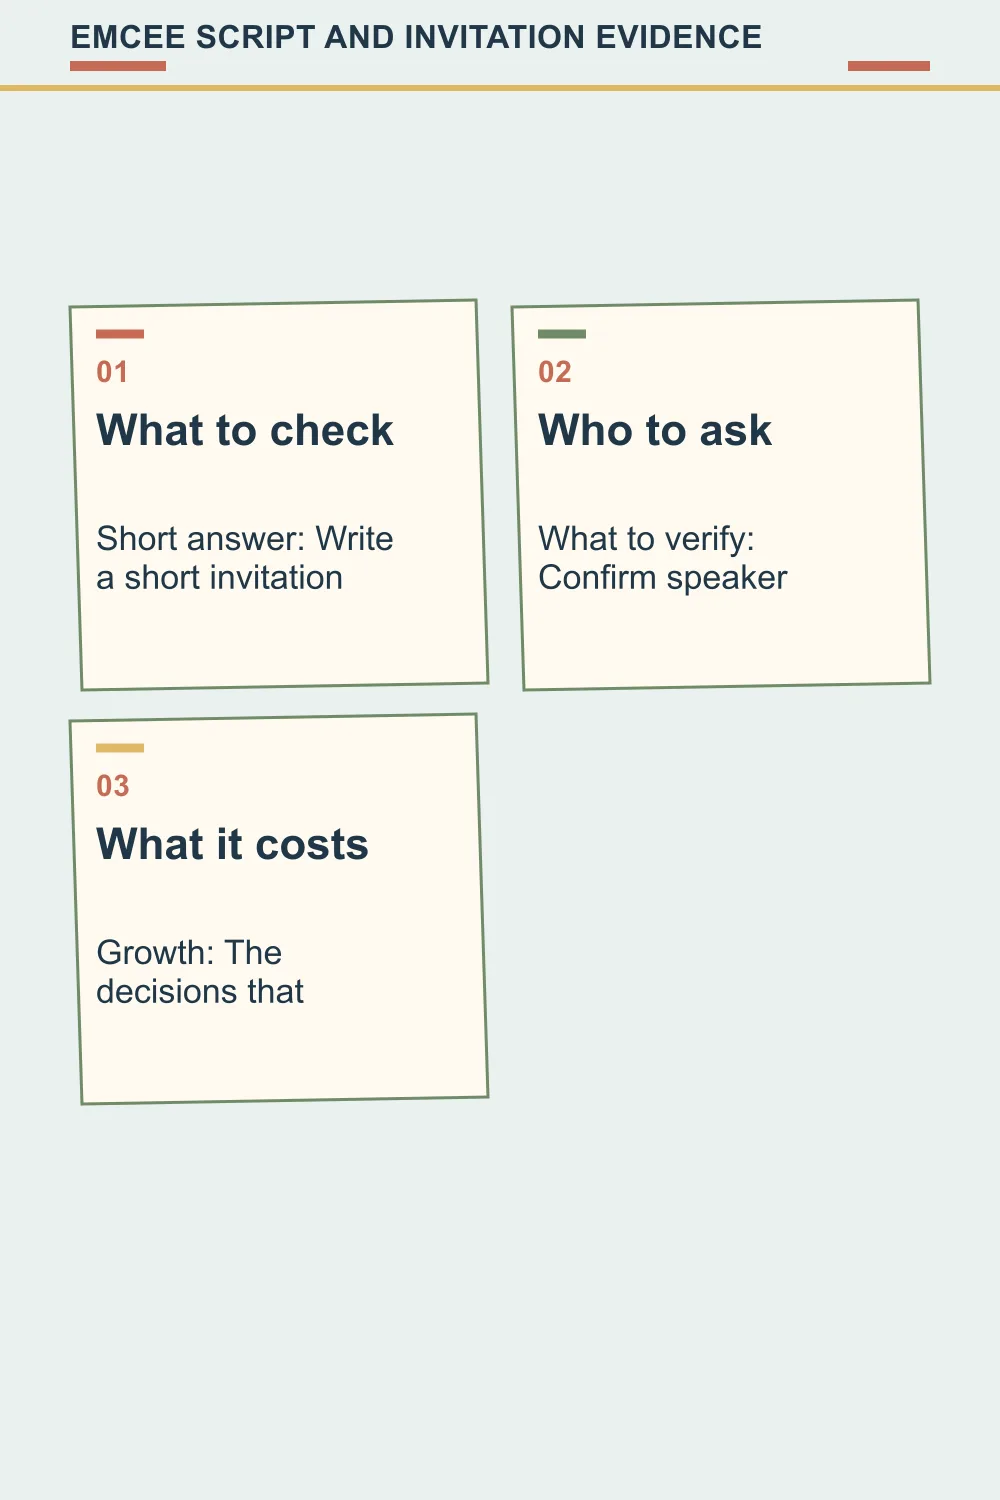 EMCEE SCRIPT AND INVITATION EVIDENCE
01
What to check
Short answer: Write
a short invitation
02
Who to ask
What to verify:
Confirm speaker
03
What it costs
Growth: The
decisions that